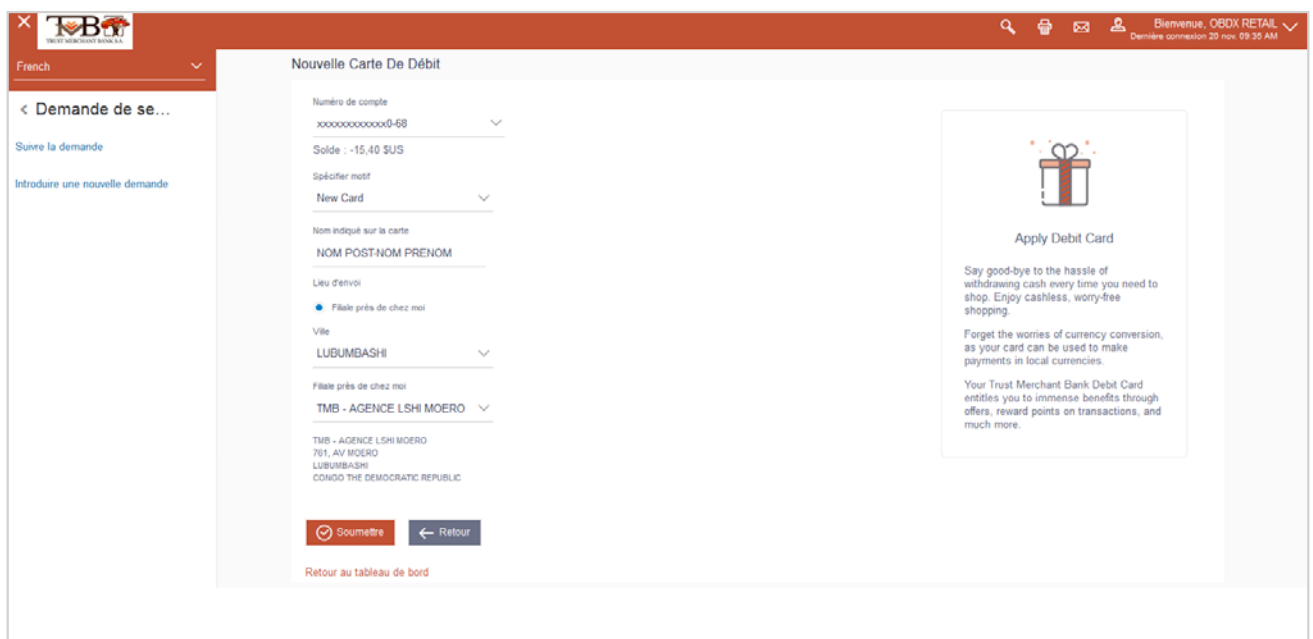 TMB
TRUST MERCHANT BANK S.A.
Bienvenue, OBDX RETAIL
Dernière connexion 20 nov. 09:35 AM
French
Demande de se...
Suivre la demande
Introduire une nouvelle demande
Nouvelle Carte De Débit
Numéro de compte
xxxxxxxxxxxxx0-68
Solde : -15,40 $US
Spécifier motif
New Card
Nom indiqué sur la carte
NOM POST-NOM PRENOM
Lieu d'envoi
Filiale près de chez moi
Ville
LUBUMBASHI
Filiale près de chez moi
TMB - AGENCE LSHI MOERO
TMB - AGENCE LSHI MOERO
761, AV MOERO
LUBUMBASHI
CONGO THE DEMOCRATIC REPUBLIC
Soumettre
Retour
Retour au tableau de bord
Apply Debit Card
Say good-bye to the hassle of
withdrawing cash every time you need to
shop. Enjoy cashless, worry-free
shopping.
Forget the worries of currency conversion,
as your card can be used to make
payments in local currencies.
Your Trust Merchant Bank Debit Card
entitles you to immense benefits through
offers, reward points on transactions, and
much more.